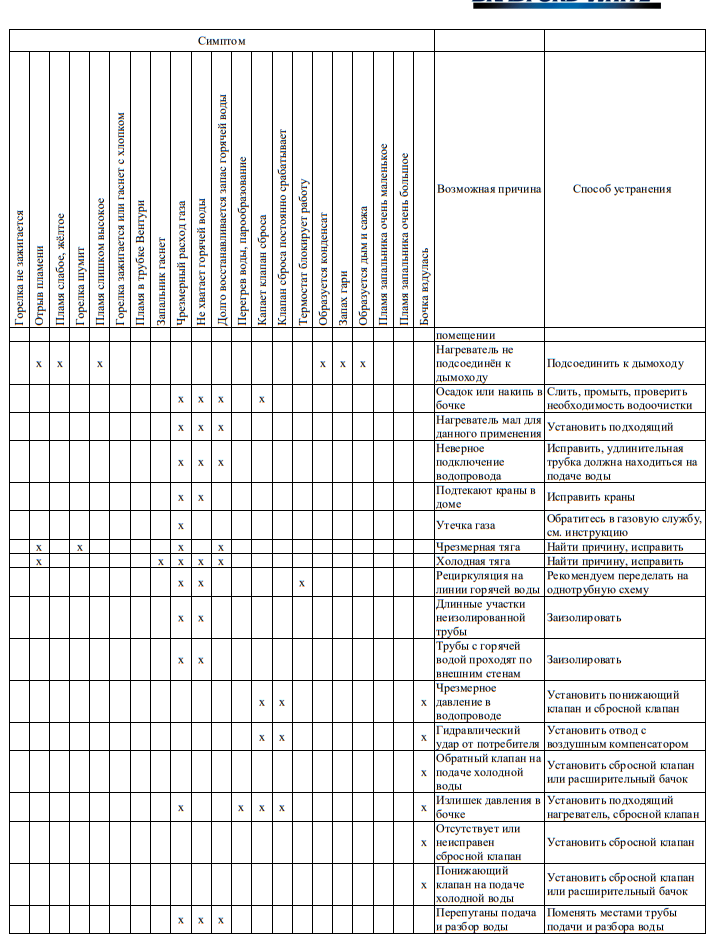 BRADFORD WHITE
Симптом
Горелка не зажигается
Отрыв пламени
Пламя слабое, жёлтое
Горелка шумит
Пламя слишком высокое
Горелка зажигается или гаснет с хлопком
Пламя в трубке Вентури
Запальник гаснет
Чрезмерный расход газа
Не хватает горячей воды
Долго восстанавливается запас горячей воды
Перегрев воды, парообразование
Капает клапан сброса
Клапан сброса постоянно срабатывает
Термостат блокирует работу
Образуется конденсат
Запах гари
Образуется дым и сажа
Пламя запальника очень маленькое
Пламя запальника очень большое
Бочка вздулась
Возможная причина
Способ устранения
помещении
Нагреватель не
подсоединён к
дымоходу
x x x x x x
Подсоединить к дымоходу
Осадок или накипь в
бочке
x x x x
Слить, промыть, проверить
необходимость водоочистки
Нагреватель мал для
данного применения
x x x
Установить подходящий
Неверное
подключение
водопровода
x x x
Исправить, удлинительная
трубка должна находиться на
подаче воды
Подтекают краны в
доме
x x
Исправить краны
x
Утечка газа
Обратитесь в газовую службу,
см. инструкцию
x x x x Чрезмерная тяга Найти причину, исправить
x x x x x Холодная тяга Найти причину, исправить
Рециркуляция на
линии горячей воды
x x x
Рекомендуем переделать на
однотрубную схему
Длинные участки
неизолированной
трубы
x x
Заизолировать
Трубы с горячей
водой проходят по
внешним стенам
x x
Заизолировать
Чрезмерное
давление в
водопроводе
x x x
Установить понижающий
клапан и сбросной клапан
Гидравлический
удар от потребителя
x x x
Установить отвод с
воздушным компенсатором
Обратный клапан на
подаче холодной
воды
x
Установить сбросной клапан
или расширительный бачок
Излишек давления в
бочке
x x x x x
Установить подходящий
нагреватель, сбросной клапан
Отсутствует или
неисправен
сбросной клапан
x
Установить сбросной клапан
Понижающий
клапан на подаче
холодной воды
x
Установить сбросной клапан
или расширительный бачок
Перепутаны подача
и разбор воды
x x x
Поменять местами трубы
подачи и разбора воды